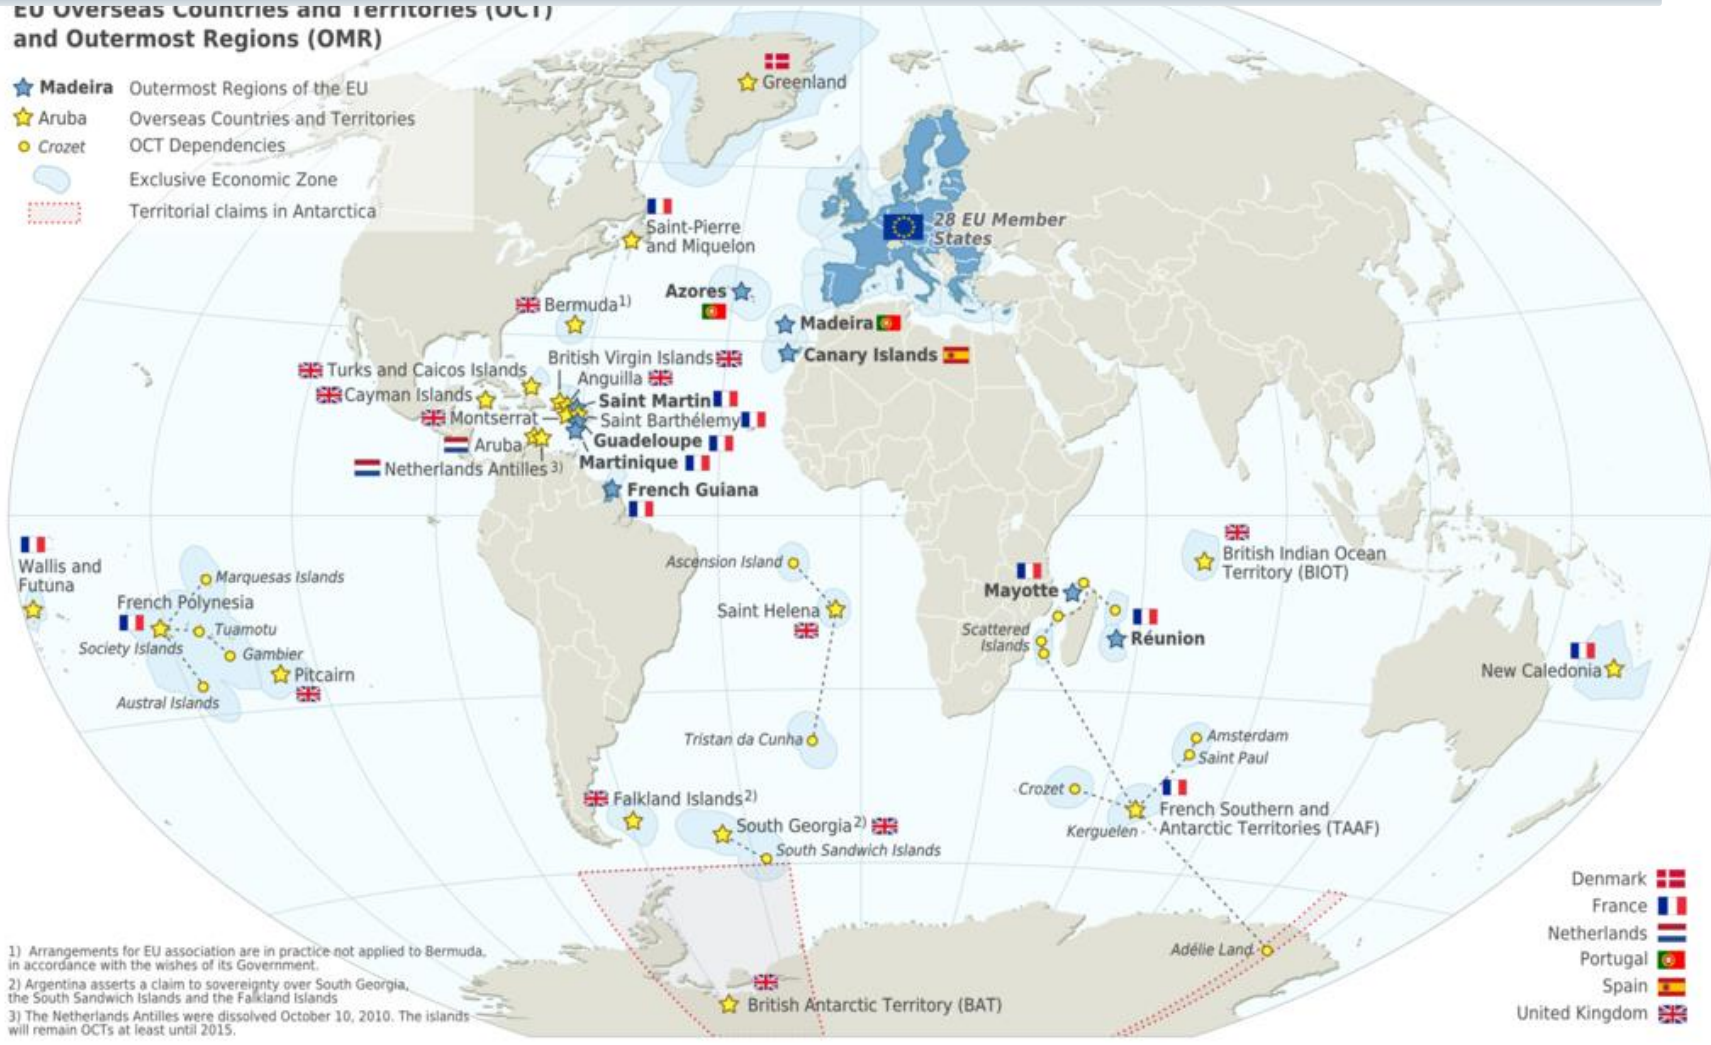 EU Overseas Countries and Territories (OCT)
and Outermost Regions (OMR)
Madeira Outermost Regions of the EU
Aruba Overseas Countries and Territories
Crozet OCT Dependencies
Exclusive Economic Zone
Territorial claims in Antarctica
Greenland
28 EU Member
States
Saint-Pierre
and Miquelon
Azores
Bermuda1)
Madeira
Canary Islands
British Virgin Islands
Turks and Caicos Islands
Anguilla
Cayman Islands
Saint Martin
Montserrat
Saint Barthélemy
Aruba
Guadeloupe
Netherlands Antilles3)
Martinique
French Guiana
Wallis and
Futuna
Marquesas Islands
French Polynesia
Tuamotu
Society Islands
Gambier
Pitcairn
Austral Islands
Ascension Island
Saint Helena
Tristan da Cunha
British Indian Ocean
Territory (BIOT)
Mayotte
Scattered
Islands
Réunion
New Caledonia
Amsterdam
Saint Paul
Crozet
Kerguelen
French Southern and
Antarctic Territories (TAAF)
Falkland Islands2)
South Georgia2)
South Sandwich Islands
Adélie Land
British Antarctic Territory (BAT)
Denmark
France
Netherlands
Portugal
Spain
United Kingdom
1) Arrangements for EU association are in practice not applied to Bermuda,
in accordance with the wishes of its Government.
2) Argentina asserts a claim to sovereignty over South Georgia,
the South Sandwich Islands and the Falkland Islands
3) The Netherlands Antilles were dissolved October 10, 2010. The islands
will remain OCTs at least until 2015.